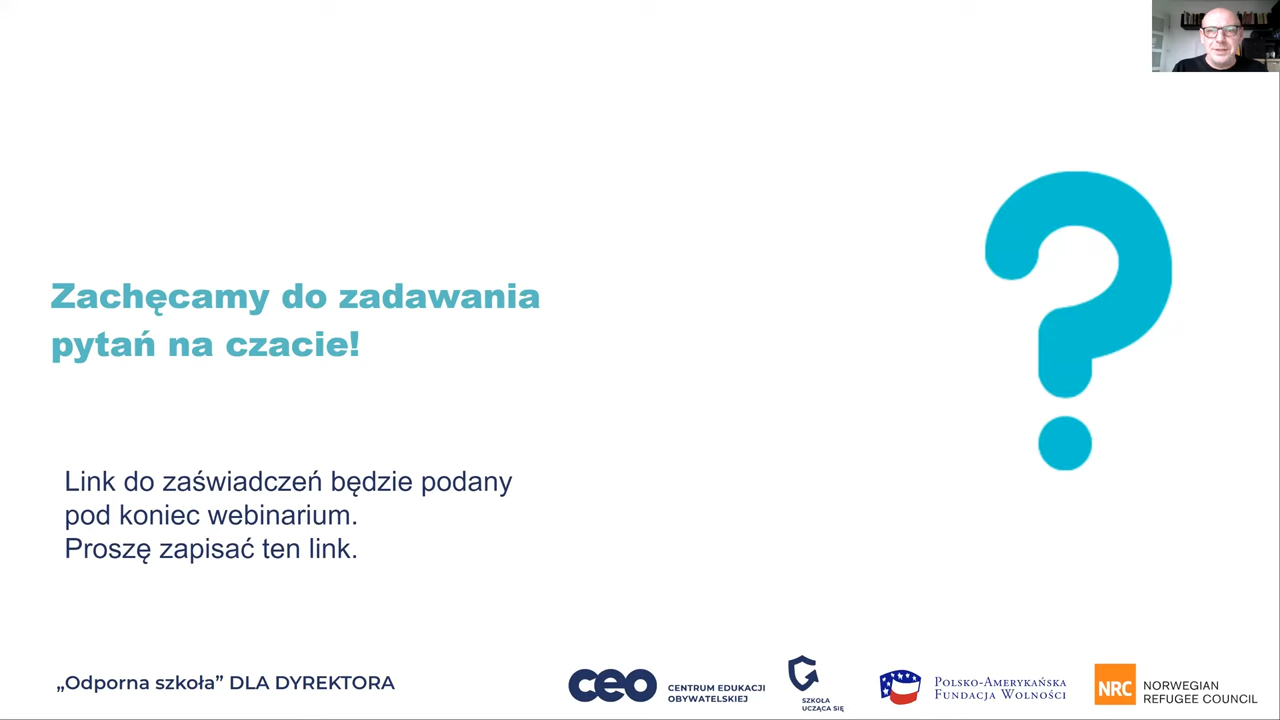 Zachęcamy do zadawania
pytań na czacie!
Link do zaświadczeń będzie podany
pod koniec webinarium.
Proszę zapisać ten link.
„Odporna szkoła” DLA DYREKTORA
ceo
CENTRUM EDUKACJI
OBYWATELSKIEJ
SZKOŁA
UCZĄCA SIĘ
POLSKO-AMERYKAŃSKA
FUNDACJA WOLNOŚCI
NRC
NORWEGIAN
REFUGEE COUNCIL